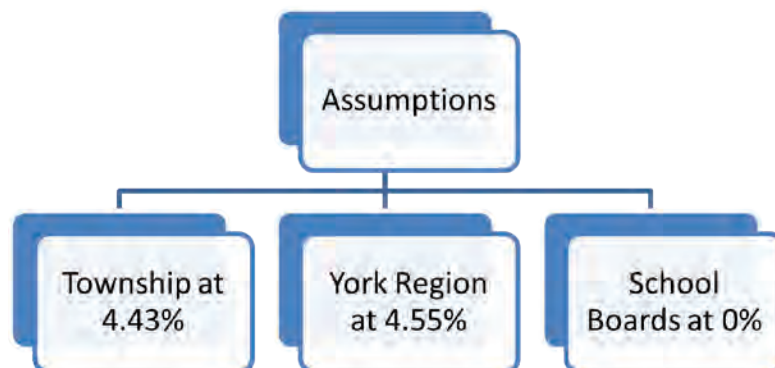 Assumptions
Township at
4.43%
York Region
at 4.55%
School
Boards at 0%